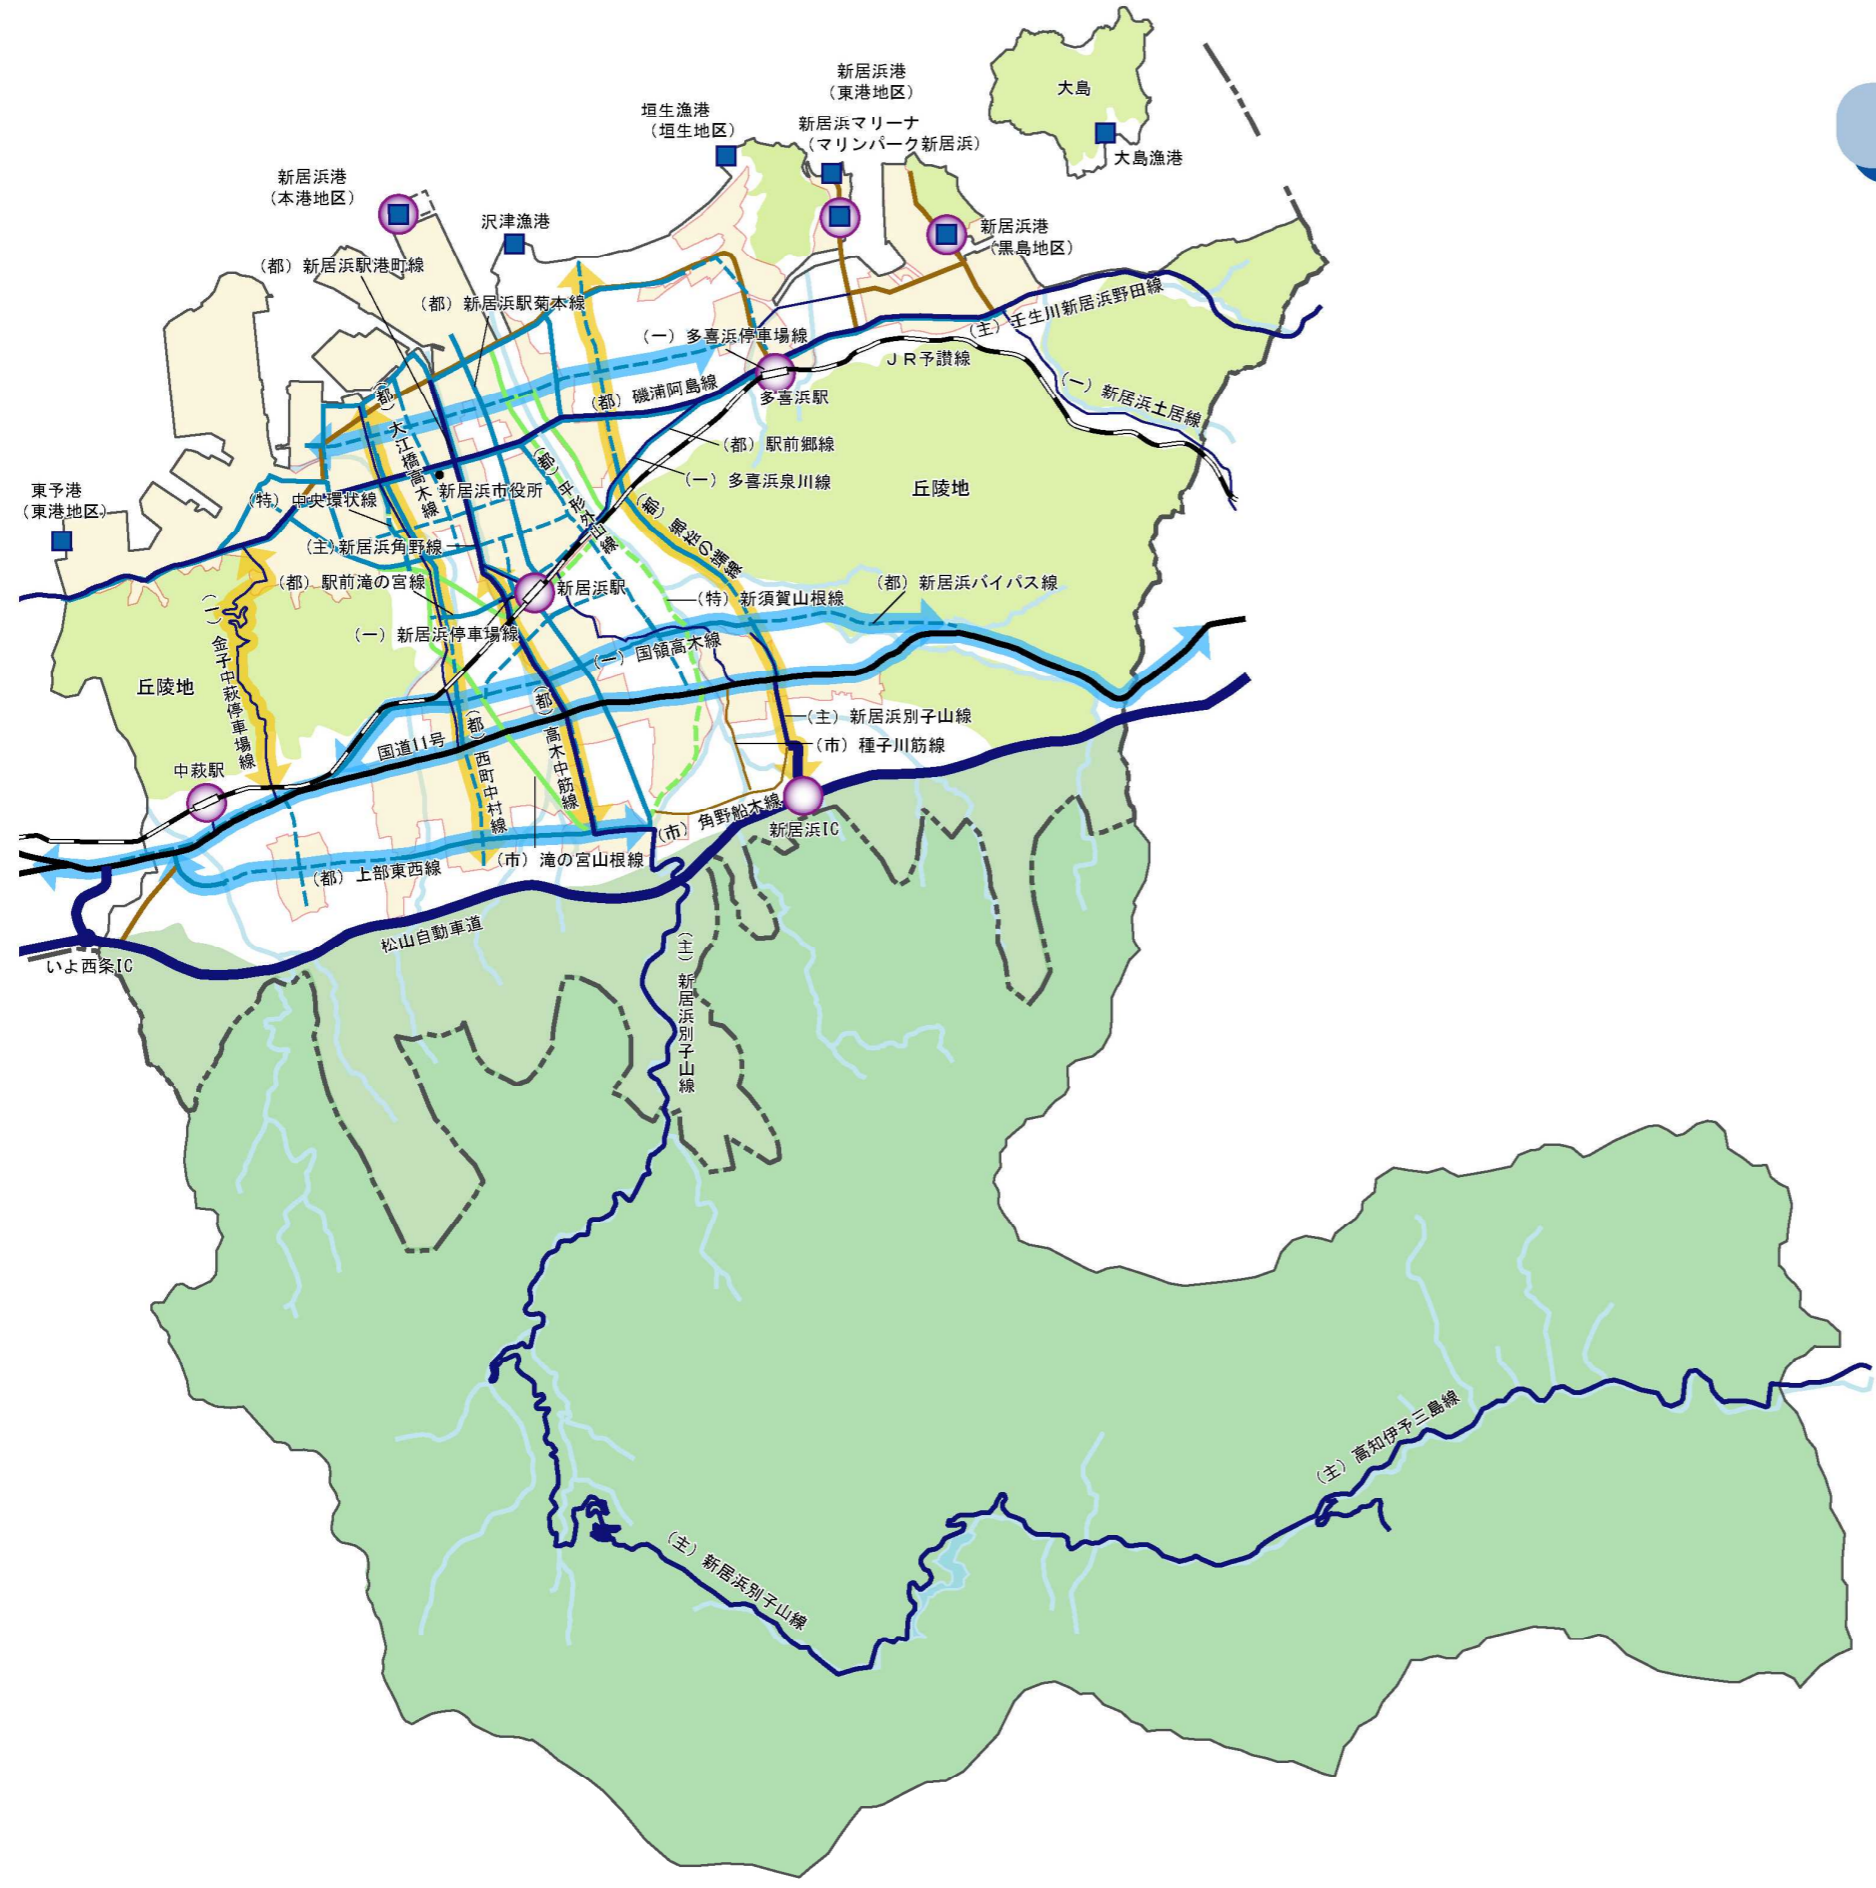 大島
大島漁港
新居浜港
（東港地区）
新居浜マリーナ
（マリンパーク新居浜）
垣生漁港
（垣生地区）
新居浜港
（本港地区）
沢津漁港
新居浜港
（黒島地区）
（都）新居浜駅港町線
（都）新居浜駅菊本線
（一）多喜浜停車場線
（主）壬生川新居浜野田線
ＪＲ予讃線
（都）磯浦阿島線
多喜浜駅
（一）新居浜土居線
（都）大江橋高木線
（都）駅前郷線
（都）平形外山線
（一）多喜浜泉川線
丘陵地
東予港
（東港地区）
（特）中央環状線
新居浜市役所
（都）郷桧の端線
（主）新居浜角野線
（都）駅前滝の宮線
新居浜駅
（都）新居浜バイパス線
（特）新須賀山根線
（一）金子中萩停車場線
（一）新居浜停車場線
（一）国領高木線
丘陵地
（都）西町中村線
（都）高木中筋線
（主）新居浜別子山線
国道11号
（市）種子川筋線
中萩駅
（市）角野船木線
新居浜IC
（市）滝の宮山根線
（都）上部東西線
松山自動車道
いよ西条IC
（主）新居浜別子山線
（主）高知伊予三島線
（主）新居浜別子山線